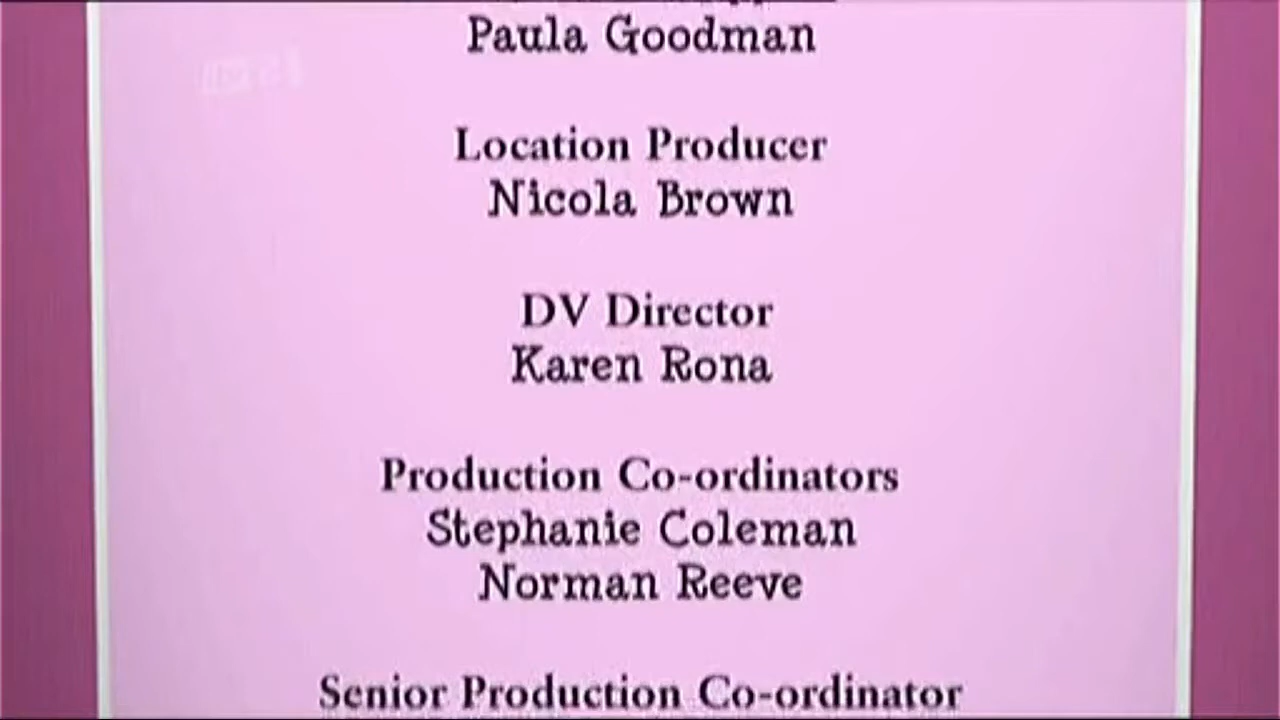 Paula Goodman
Location Producer
Nicola Brown
DV Director
Karen Rona
Production Co-ordinators
Stephanie Coleman
Norman Reeve
Senior Production Co-ordinator